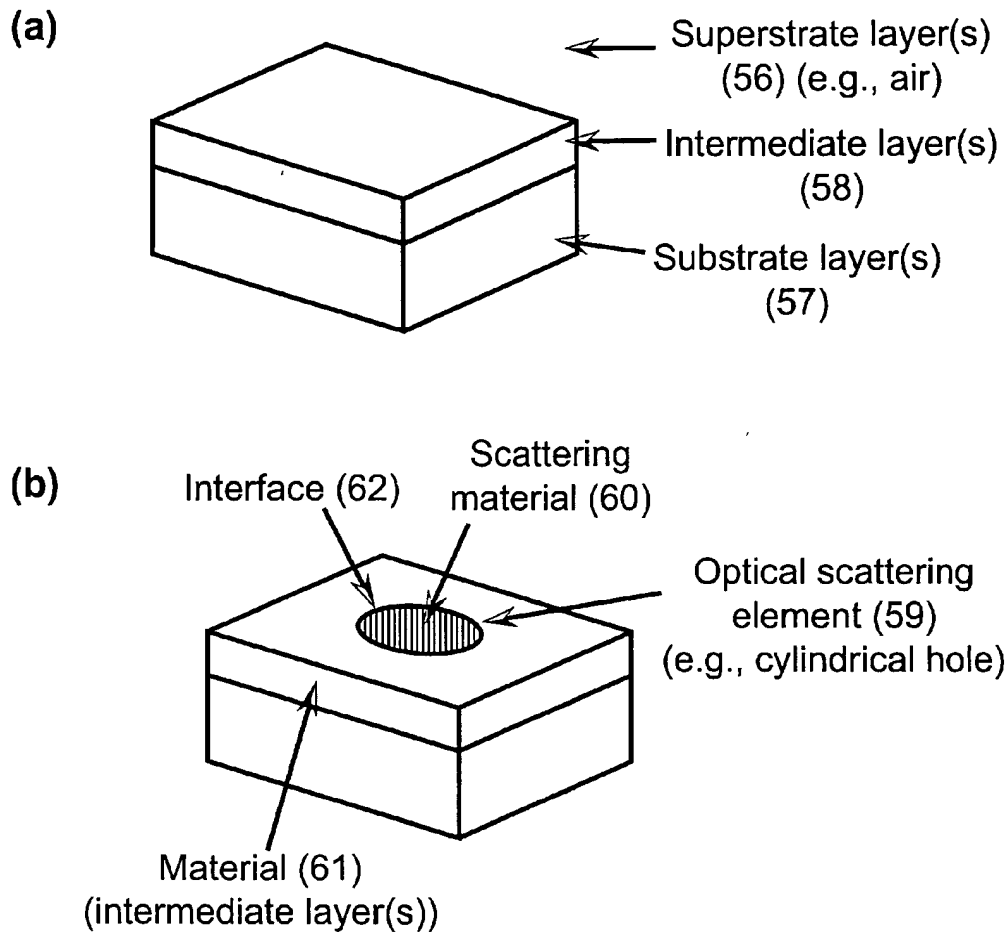 (a)
Superstrate layer(s)
(56) (e.g., air)
Intermediate layer(s)
(58)
Substrate layer(s)
(57)
(b)
Interface (62)
Scattering
material (60)
Optical scattering
element (59)
(e.g., cylindrical hole)
Material (61)
(intermediate layer(s))